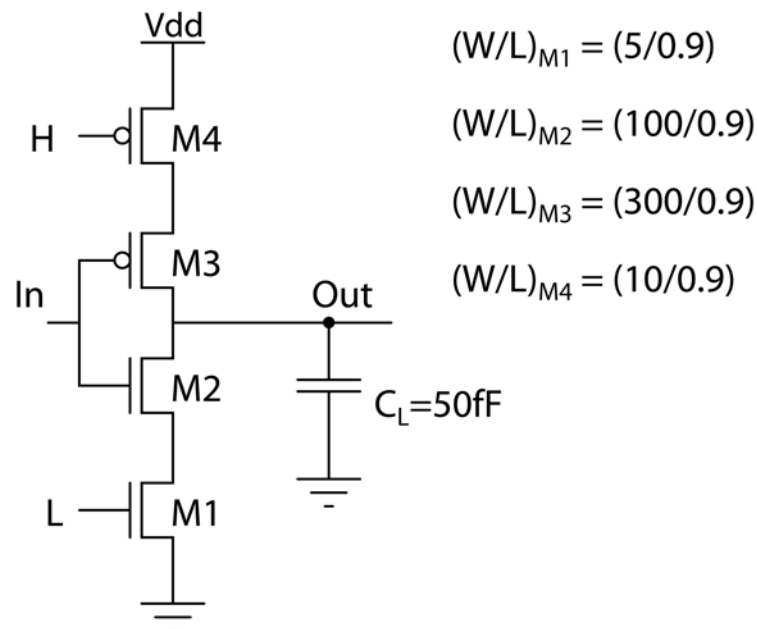 Vdd
H
M4
M3
In
Out
M2
C_L=50fF
L
M1
(W/L)_M1 = (5/0.9)
(W/L)_M2 = (100/0.9)
(W/L)_M3 = (300/0.9)
(W/L)_M4 = (10/0.9)